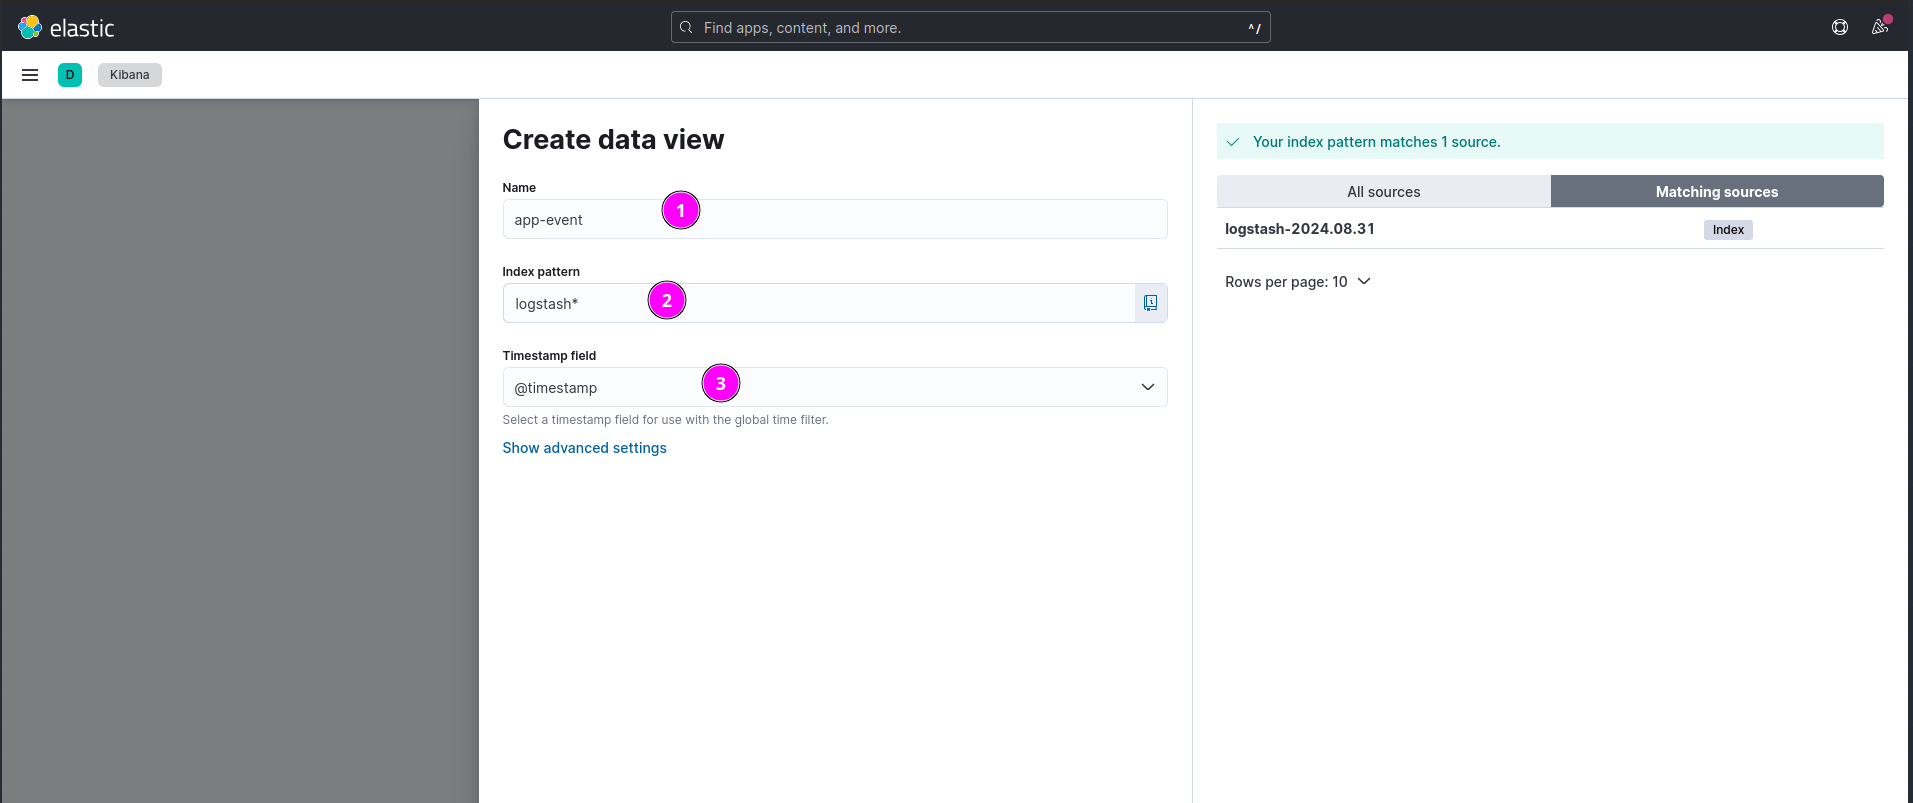 elastic
Find apps, content, and more.
^/
D
Kibana
Create data view
Name
app-event
1
Index pattern
logstash*
2
Timestamp field
@timestamp
3
Select a timestamp field for use with the global time filter.
Show advanced settings
Your index pattern matches 1 source.
All sources
Matching sources
logstash-2024.08.31
Index
Rows per page: 10